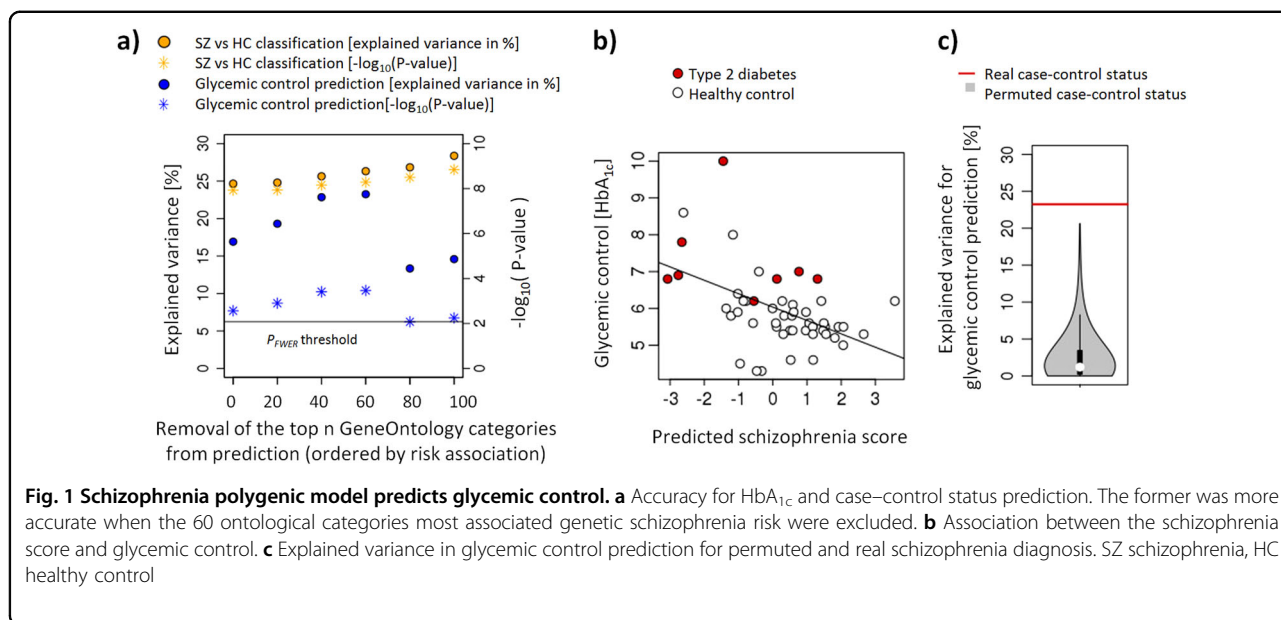 a)
SZ vs HC classification [explained variance in %]
SZ vs HC classification [-log10(P-value)]
Glycemic control prediction [explained variance in %]
Glycemic control prediction[-log10(P-value)]
30
25
20
15
10
5
0
Explained variance [%]
10
8
6
4
2
0
-log10( P-value )
PFWER threshold
0 20 40 60 80 100
Removal of the top n GeneOntology categories
from prediction (ordered by risk association)
b)
Type 2 diabetes
Healthy control
Glycemic control [HbA1c]
10
9
8
7
6
5
-3 -2 -1 0 1 2 3
Predicted schizophrenia score
c)
Real case-control status
Permuted case-control status
Explained variance for
glycemic control prediction [%]
30
25
20
15
10
5
0
Fig. 1 Schizophrenia polygenic model predicts glycemic control. a Accuracy for HbA1c and case–control status prediction. The former was more
accurate when the 60 ontological categories most associated genetic schizophrenia risk were excluded. b Association between the schizophrenia
score and glycemic control. c Explained variance in glycemic control prediction for permuted and real schizophrenia diagnosis. SZ schizophrenia, HC
healthy control